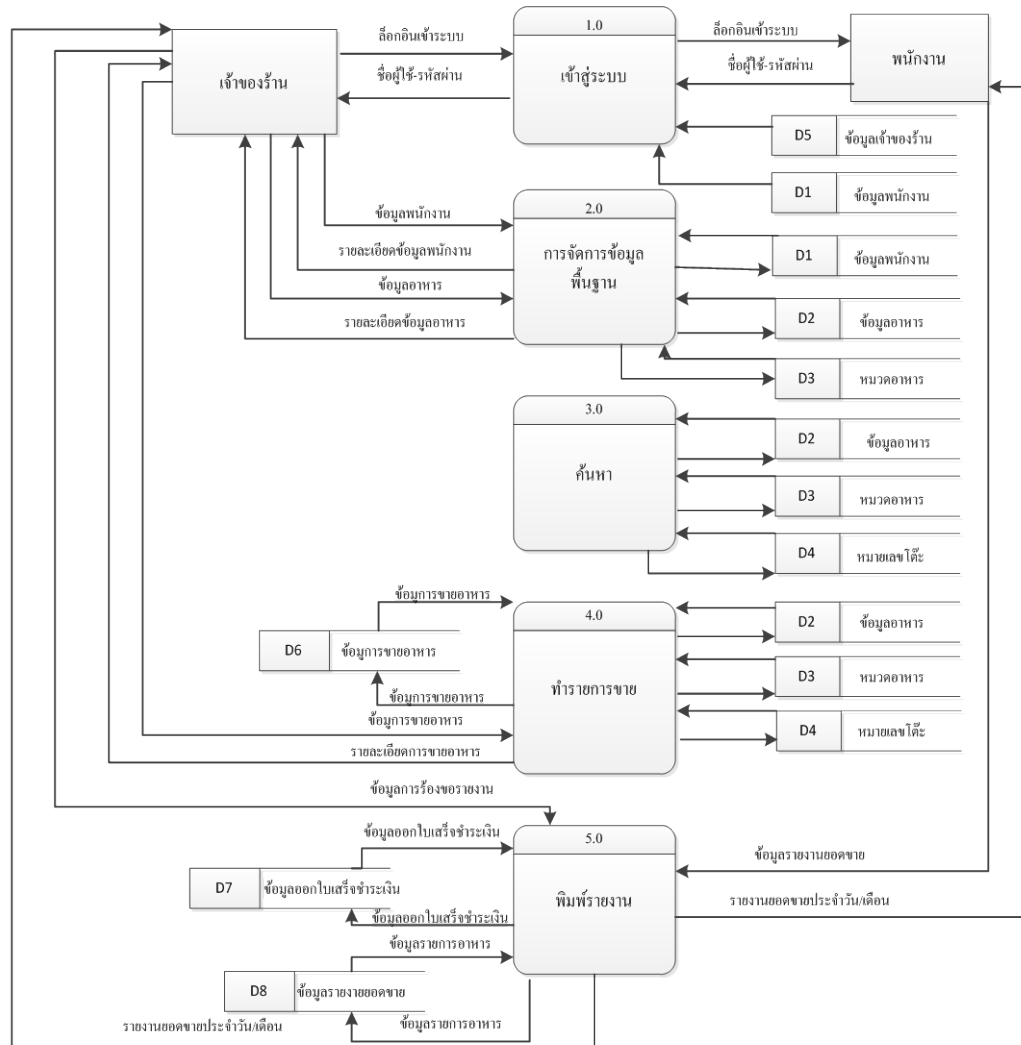 1.0
ล็อกอินเข้าระบบ
ล็อกอินเข้าระบบ
เจ้าของร้าน
เข้าสู่ระบบ
พนักงาน
ชื่อผู้ใช้-รหัสผ่าน
ชื่อผู้ใช้-รหัสผ่าน
D5 ข้อมูลเจ้าของร้าน
D1 ข้อมูลพนักงาน
2.0
ข้อมูลพนักงาน
รายละเอียดข้อมูลพนักงาน
การจัดการข้อมูล
พื้นฐาน
D1 ข้อมูลพนักงาน
ข้อมูลอาหาร
D2 ข้อมูลอาหาร
รายละเอียดข้อมูลอาหาร
D3 หมวดอาหาร
3.0
ค้นหา
D2 ข้อมูลอาหาร
D3 หมวดอาหาร
D4 หมายเลขโต๊ะ
ข้อมูการขายอาหาร
4.0
D6 ข้อมูการขายอาหาร
D2 ข้อมูลอาหาร
ทำรายการขาย
D3 หมวดอาหาร
ข้อมูการขายอาหาร
ข้อมูการขายอาหาร
D4 หมายเลขโต๊ะ
รายละเอียดการขายอาหาร
ข้อมูลการร้องขอรายงาน
5.0
ข้อมูลออกใบเสร็จชำระเงิน
ข้อมูลรายงานยอดขาย
D7 ข้อมูลออกใบเสร็จชำระเงิน
พิมพ์รายงาน
รายงานยอดขายประจำวัน/เดือน
ข้อมูลออกใบเสร็จชำระเงิน
ข้อมูลรายการอาหาร
D8 ข้อมูลรายงายยอดขาย
ข้อมูลรายการอาหาร
รายงานยอดขายประจำวัน/เดือน